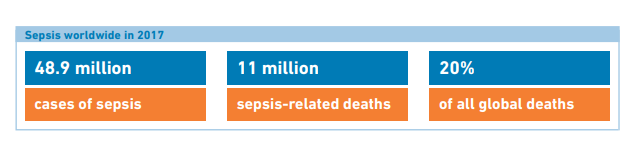 Sepsis worldwide in 2017
48.9 million
cases of sepsis
11 million
sepsis-related deaths
20%
of all global deaths